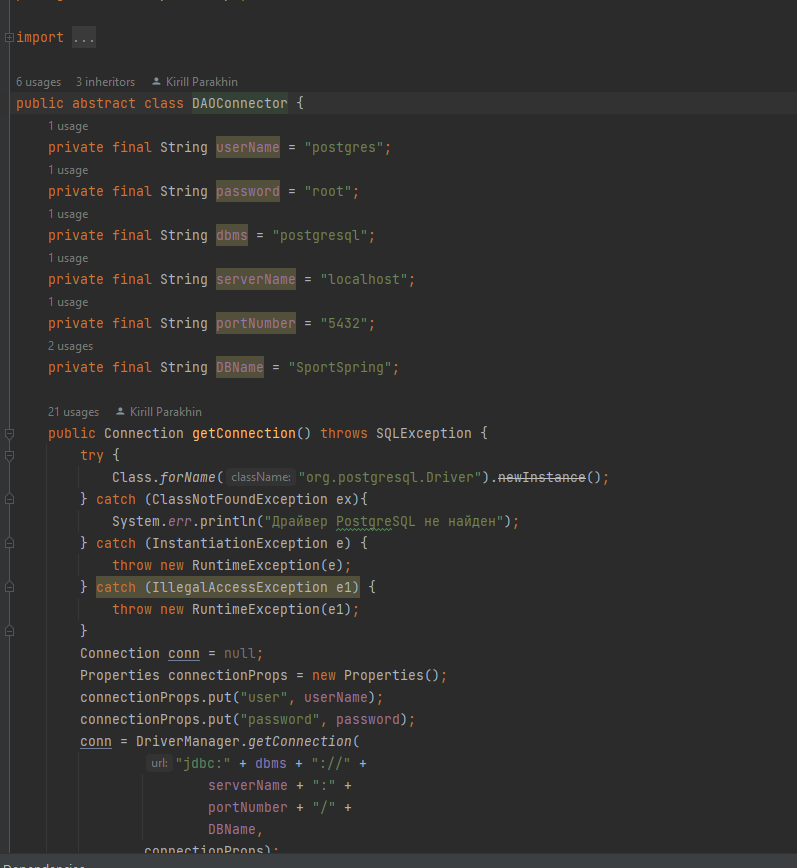 import ...
6 usages 3 inheritors Kirill Parakhin
public abstract class DAOConnector {
1 usage
private final String userName = "postgres";
1 usage
private final String password = "root";
1 usage
private final String dbms = "postgresql";
1 usage
private final String serverName = "localhost";
1 usage
private final String portNumber = "5432";
2 usages
private final String DBName = "SportSpring";
21 usages Kirill Parakhin
public Connection getConnection() throws SQLException {
try {
Class.forName( className: "org.postgresql.Driver").newInstance();
} catch (ClassNotFoundException ex){
System.err.println("Драйвер PostgreSQL не найден");
} catch (InstantiationException e) {
throw new RuntimeException(e);
} catch (IllegalAccessException e1) {
throw new RuntimeException(e1);
}
Connection conn = null;
Properties connectionProps = new Properties();
connectionProps.put("user", userName);
connectionProps.put("password", password);
conn = DriverManager.getConnection(
url: "jdbc:" + dbms + "://" +
serverName + ":" +
portNumber + "/" +
DBName,
connectionProps);